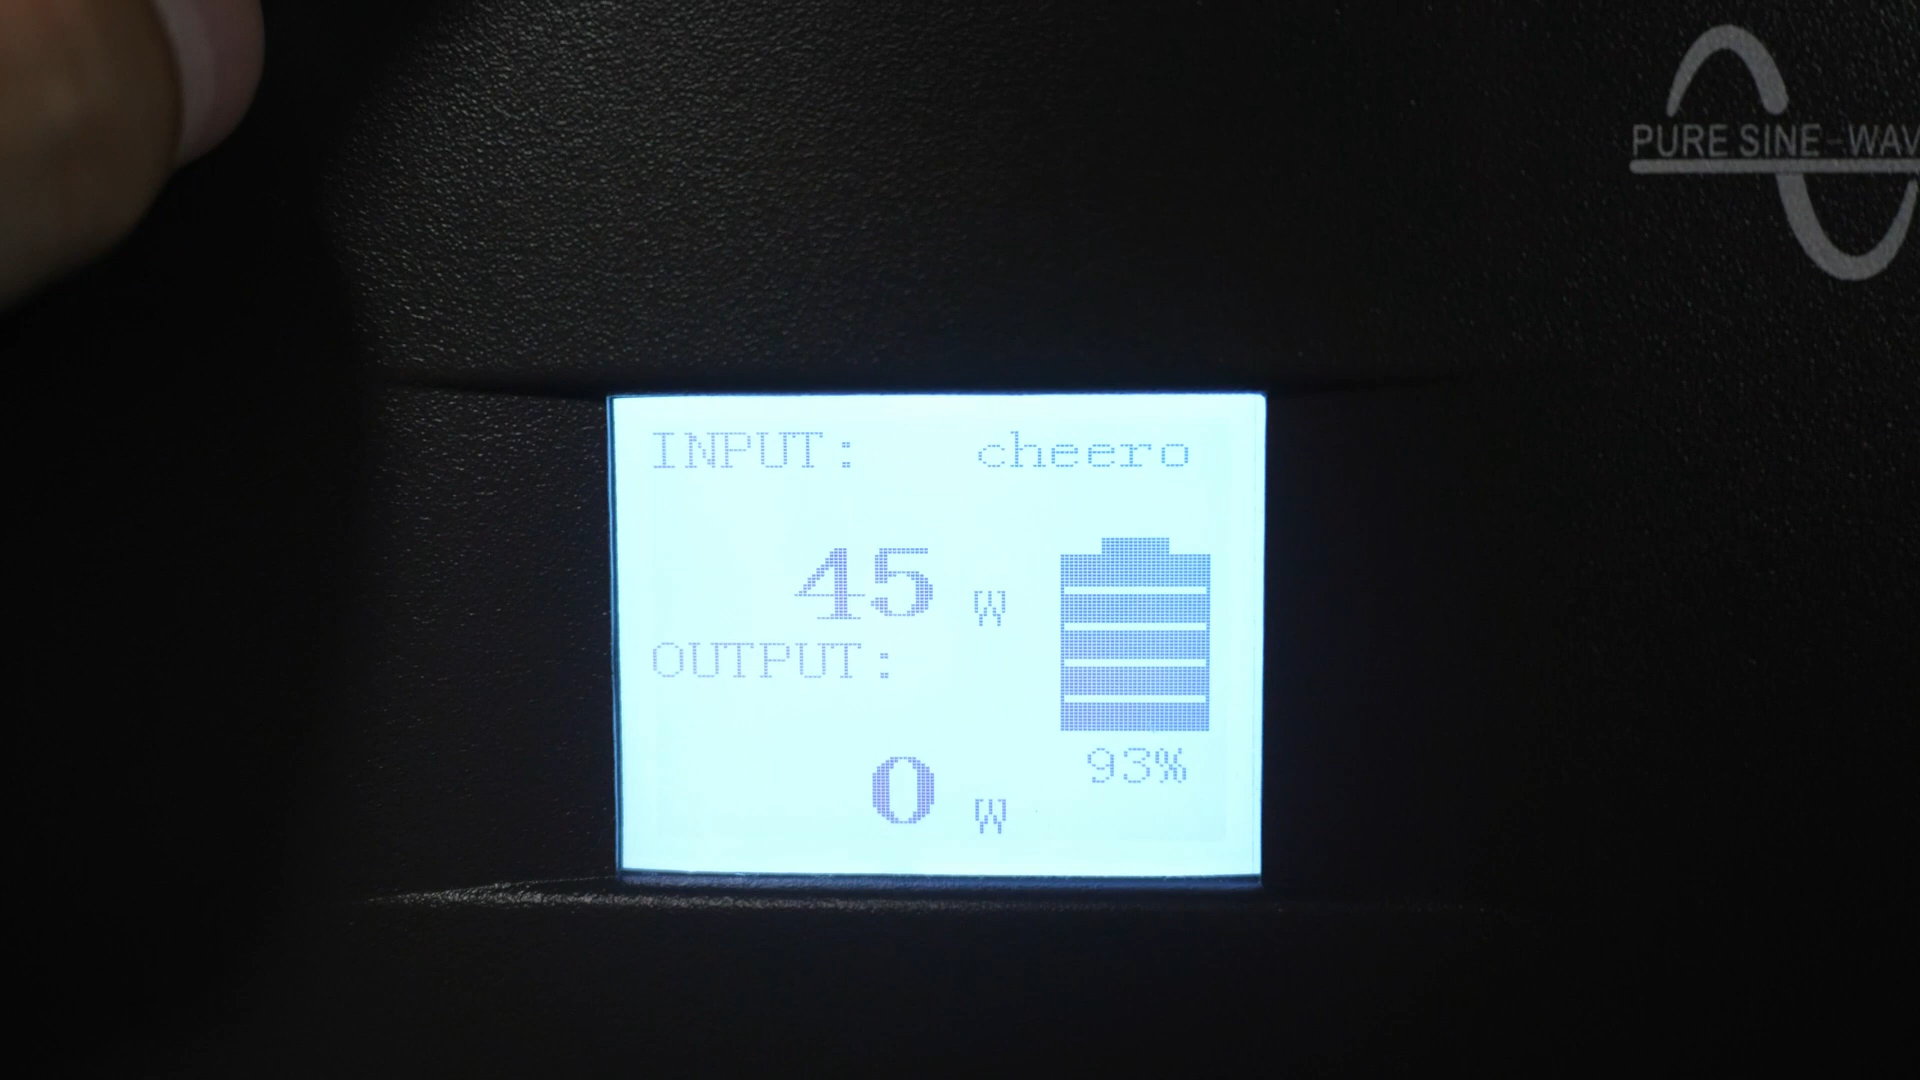 PURE SINE-WAV
INPUT: cheero
45 W
OUTPUT:
93%
0 W